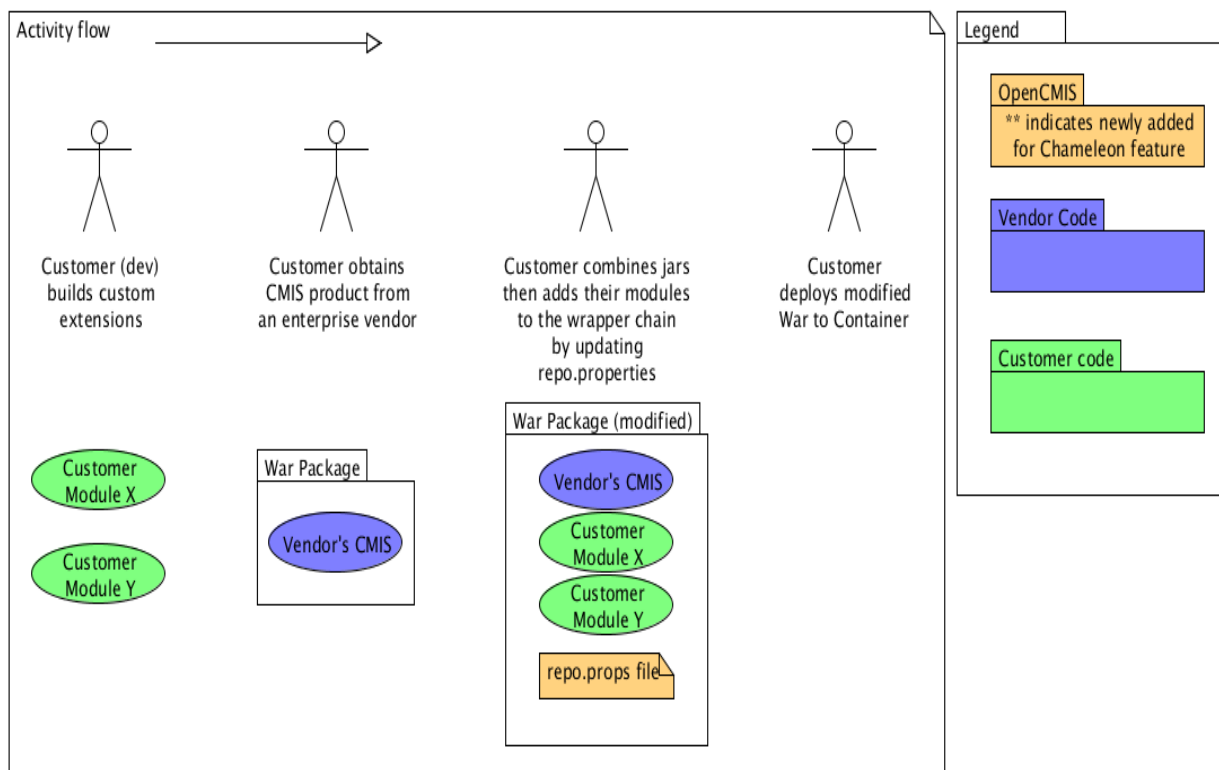 Activity flow
Customer (dev)
builds custom
extensions
Customer obtains
CMIS product from
an enterprise vendor
Customer combines jars
then adds their modules
to the wrapper chain
by updating
repo.properties
Customer
deploys modified
War to Container
Customer
Module X
Customer
Module Y
War Package
Vendor's CMIS
War Package (modified)
Vendor's CMIS
Customer
Module X
Customer
Module Y
repo.props file
Legend
OpenCMIS
** indicates newly added
for Chameleon feature
Vendor Code
Customer code